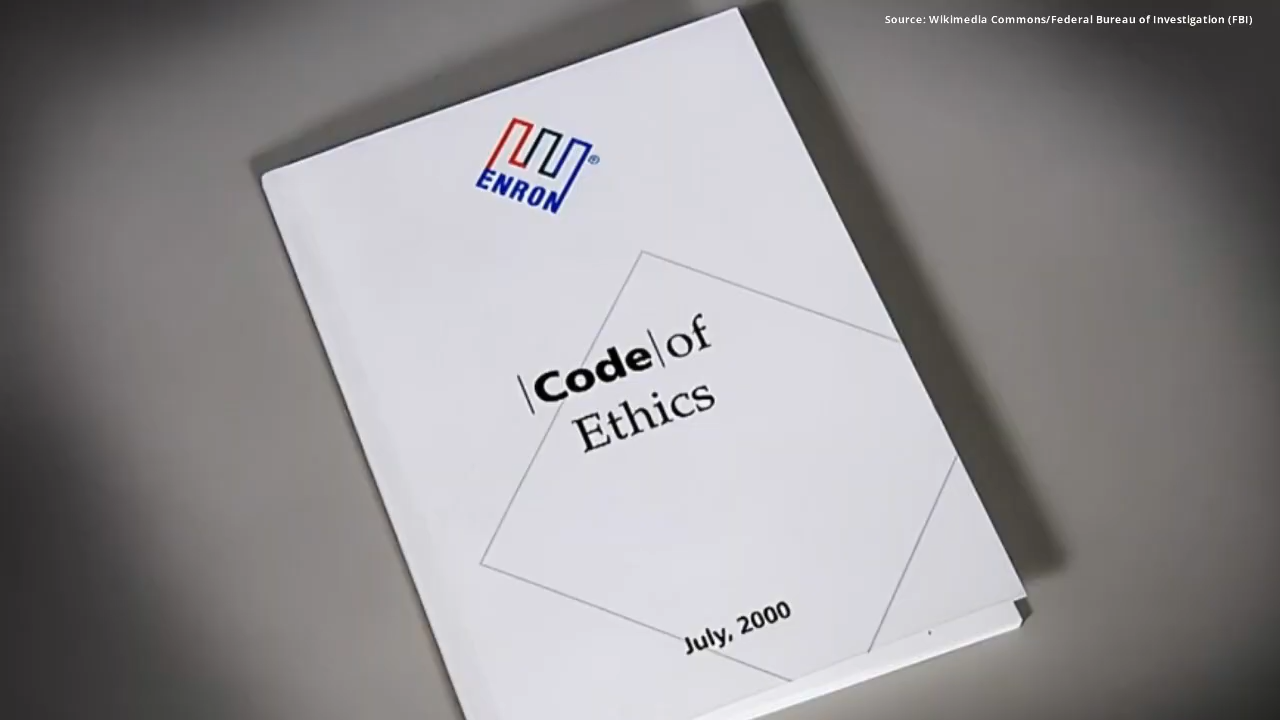 Source: Wikimedia Commons/Federal Bureau of Investigation (FBI)
ENRON®
|Code|of
Ethics
July, 2000